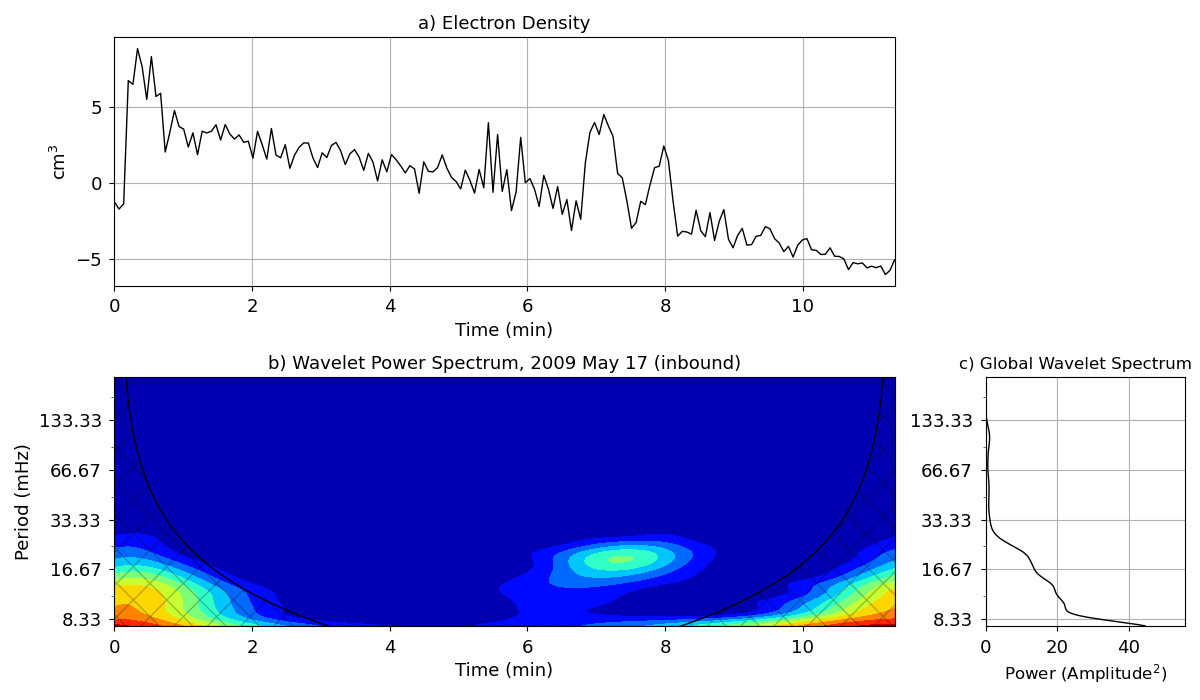 a) Electron Density
cm³
5
0
−5
0 2 4 6 8 10
Time (min)
b) Wavelet Power Spectrum, 2009 May 17 (inbound)
Period (mHz)
133.33
66.67
33.33
16.67
8.33
0 2 4 6 8 10
Time (min)
c) Global Wavelet Spectrum
133.33
66.67
33.33
16.67
8.33
0 20 40
Power (Amplitude²)